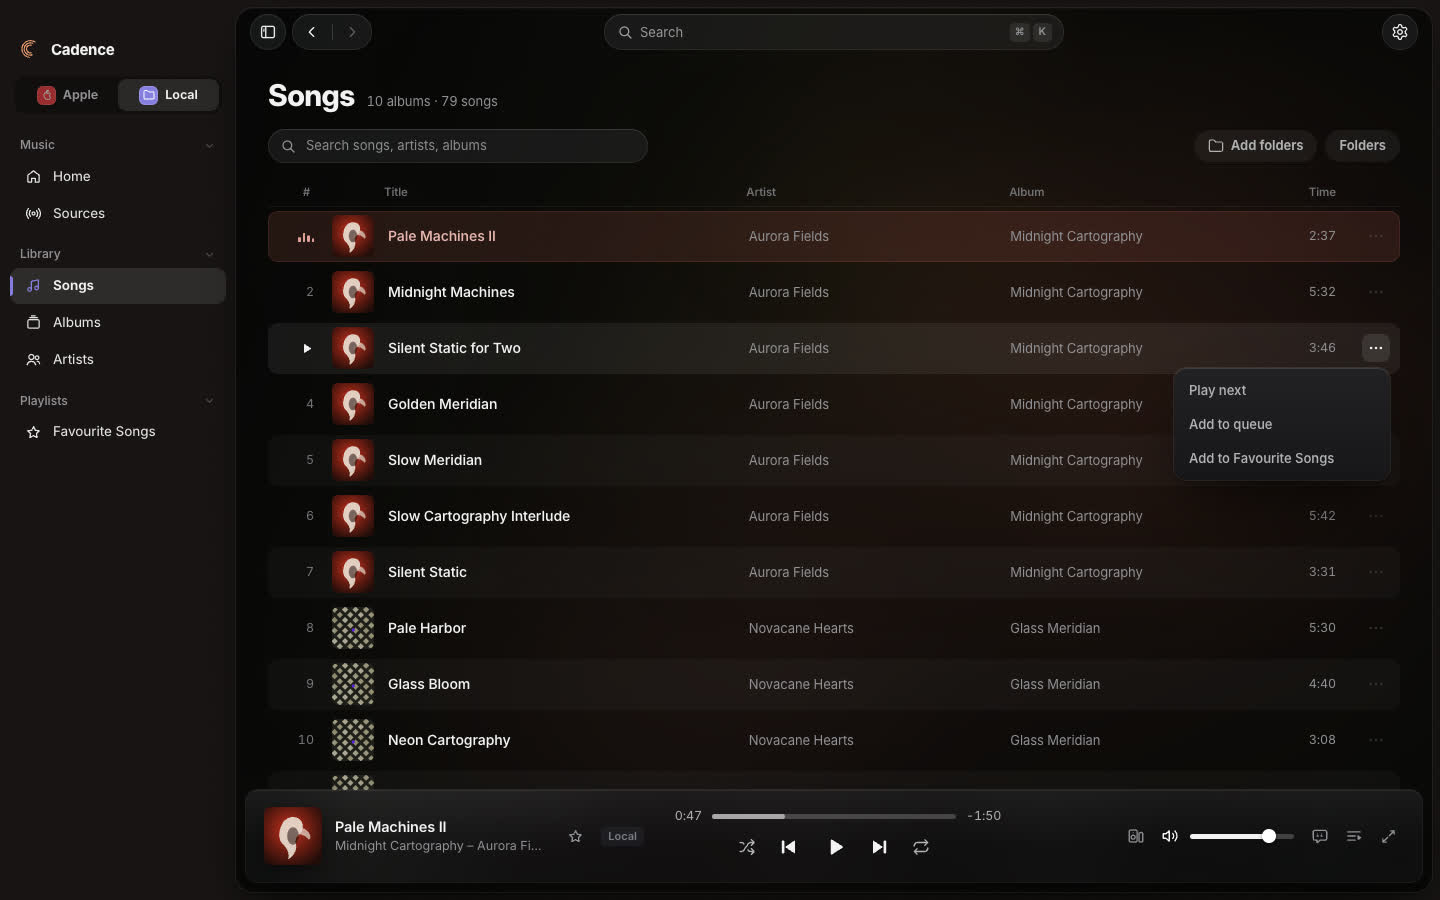 Cadence
Apple
Local
Music
Home
Sources
Library
Songs
Albums
Artists
Playlists
Favourite Songs
Search
⌘ K
Songs
10 albums · 79 songs
Search songs, artists, albums
Add folders
Folders
# Title Artist Album Time
Pale Machines II Aurora Fields Midnight Cartography 2:37
2 Midnight Machines Aurora Fields Midnight Cartography 5:32
Silent Static for Two Aurora Fields Midnight Cartography 3:46
4 Golden Meridian Aurora Fields Midnight Cartography
5 Slow Meridian Aurora Fields Midnight Cartography
Play next
Add to queue
Add to Favourite Songs
6 Slow Cartography Interlude Aurora Fields Midnight Cartography 5:42
7 Silent Static Aurora Fields Midnight Cartography 3:31
8 Pale Harbor Novacane Hearts Glass Meridian 5:30
9 Glass Bloom Novacane Hearts Glass Meridian 4:40
10 Neon Cartography Novacane Hearts Glass Meridian 3:08
Pale Machines II
Midnight Cartography – Aurora Fi...
Local
0:47
-1:50